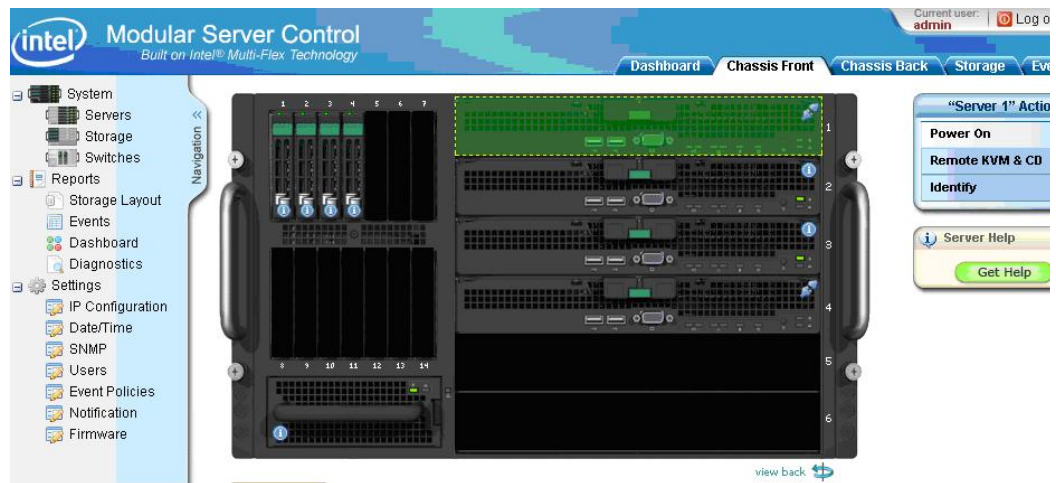 intel
Modular Server Control
Built on Intel® Multi-Flex Technology
Current user:
admin
Log o
Dashboard
Chassis Front
Chassis Back
Storage
Eve
System
Servers
Storage
Switches
Reports
Storage Layout
Events
Dashboard
Diagnostics
Settings
IP Configuration
Date/Time
SNMP
Users
Event Policies
Notification
Firmware
«
Navigation
1 2 3 4 5 6 7
8 9 10 11 12 13 14
1
2
3
4
5
6
view back
"Server 1" Actio
Power On
Remote KVM & CD
Identify
Server Help
Get Help